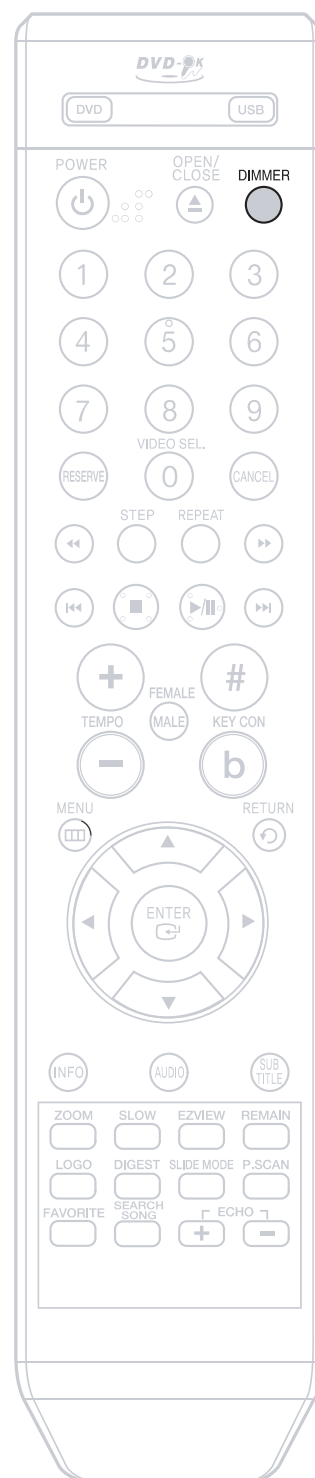 DVD-OK
DVD
USB
POWER
OPEN/
CLOSE
DIMMER
1
2
3
4
5
6
7
8
9
VIDEO SEL.
RESERVE
0
CANCEL
STEP
REPEAT
+
#
FEMALE
TEMPO
MALE
KEY CON
−
b
MENU
RETURN
ENTER
INFO
AUDIO
SUB
TITLE
ZOOM
SLOW
EZVIEW
REMAIN
LOGO
DIGEST
SLIDE MODE
P.SCAN
FAVORITE
SEARCH
SONG
ECHO
+
−